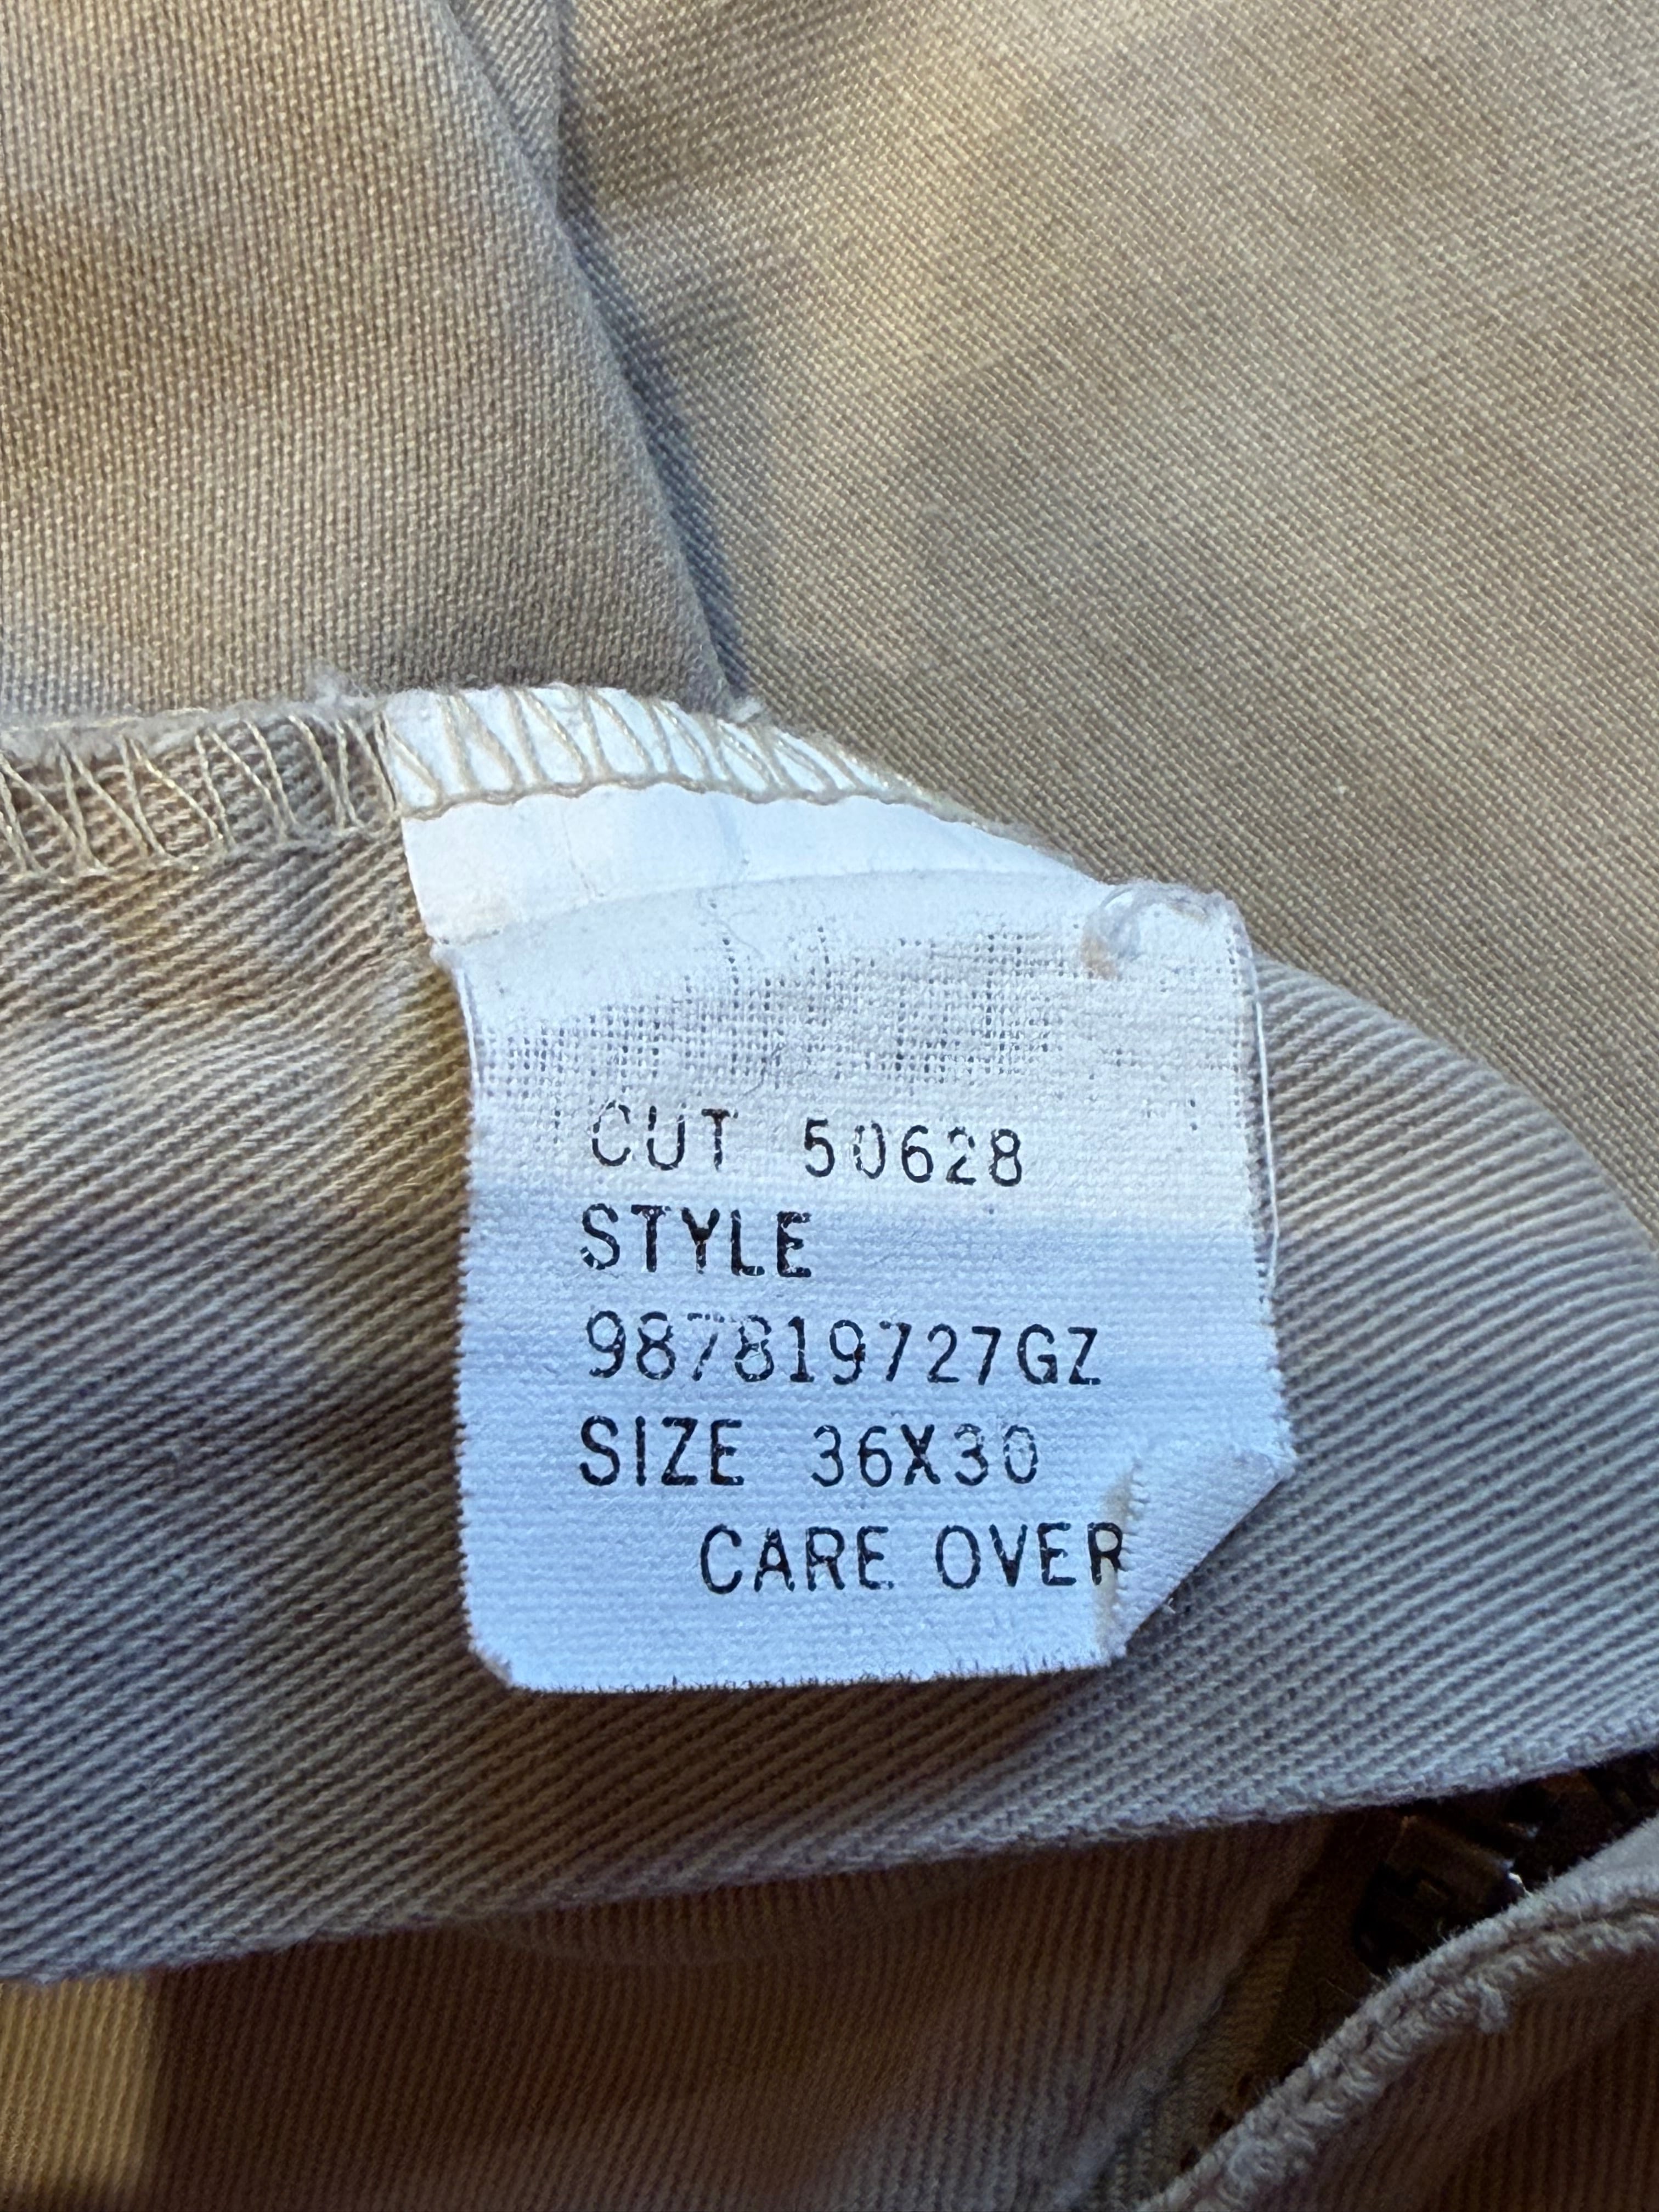 CUT 50628
STYLE
987819727GZ
SIZE 36X30
CARE OVER